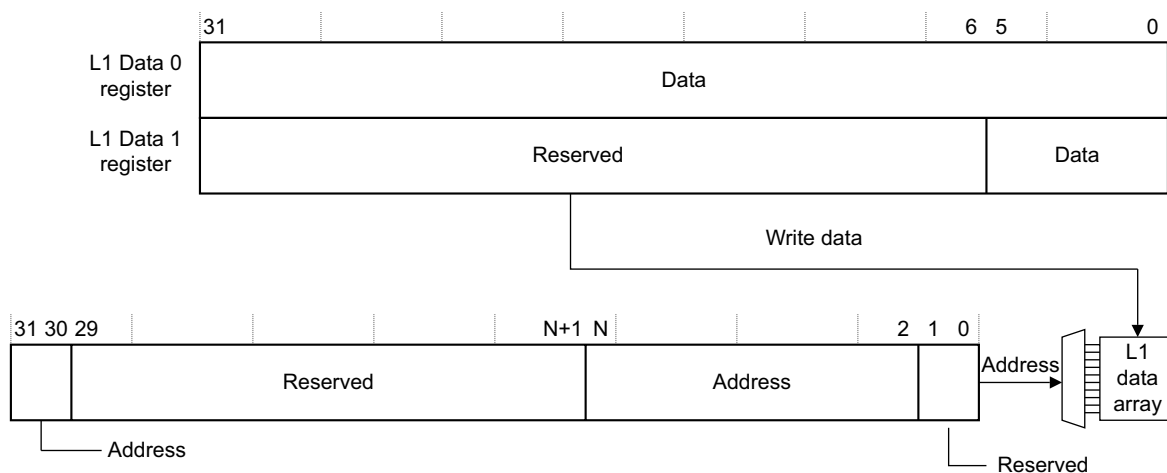 31 6 5 0
L1 Data 0
register
Data
L1 Data 1
register
Reserved
Data
Write data
31 30 29 N+1 N 2 1 0
Reserved
Address
Address
L1
data
array
Address
Reserved